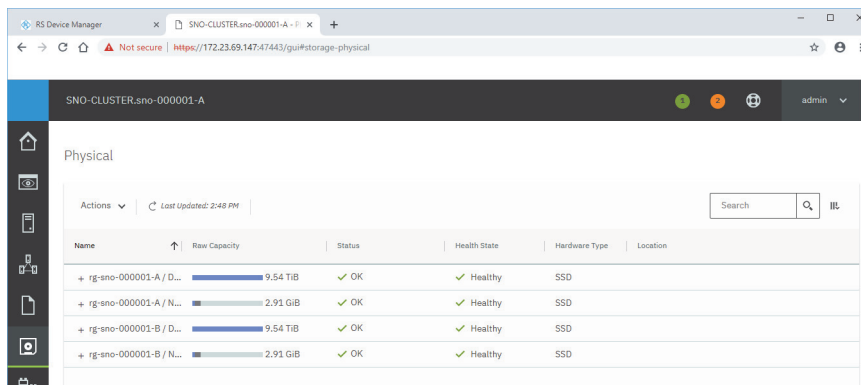 RS Device Manager
SNO-CLUSTER.sno-000001-A -
Not secure | https://172.23.69.147:47443/gui#storage-physical
SNO-CLUSTER.sno-000001-A
1
2
admin
Physical
Actions
Last Updated: 2:48 PM
Search
Name Raw Capacity Status Health State Hardware Type Location
+ rg-sno-000001-A / D... 9.54 TiB OK Healthy SSD
+ rg-sno-000001-A / N... 2.91 GiB OK Healthy SSD
+ rg-sno-000001-B / D... 9.54 TiB OK Healthy SSD
+ rg-sno-000001-B / N... 2.91 GiB OK Healthy SSD